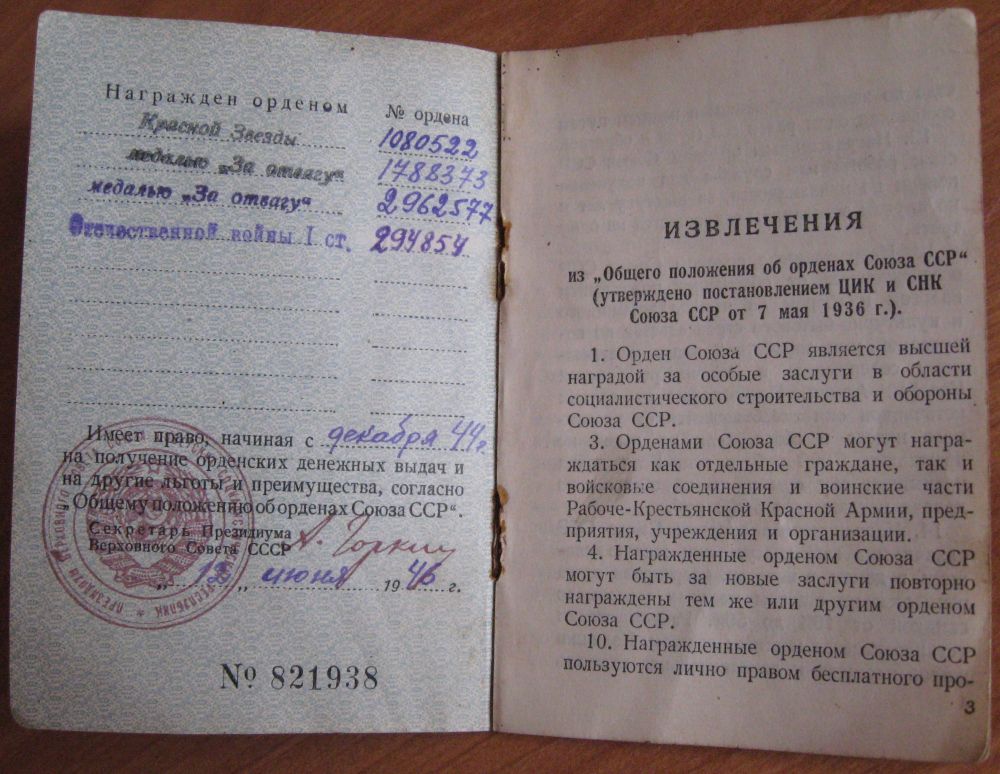 Награжден орденом № ордена
Красной Звезды 1080522
медалью „За отвагу“ 1788373
медалью „За отвагу“ 2962577
Отечественной войны I ст. 294854
Имеет право, начиная с декабря 44 г.
на получение орденских денежных выдач и
на другие льготы и преимущества, согласно
„Общему положению об орденах Союза ССР“.
Секретарь Президиума
Верховного Совета СССР А. Горкин
„ „ июня 1946 г.
№ 821938
ИЗВЛЕЧЕНИЯ
из „Общего положения об орденах Союза ССР“
(утверждено постановлением ЦИК и СНК
Союза ССР от 7 мая 1936 г.).
1. Орден Союза ССР является высшей
наградой за особые заслуги в области
социалистического строительства и обороны
Союза ССР.
3. Орденами Союза ССР могут награ-
ждаться как отдельные граждане, так и
войсковые соединения и воинские части
Рабоче-Крестьянской Красной Армии, пред-
приятия, учреждения и организации.
4. Награжденные орденом Союза ССР
могут быть за новые заслуги повторно
награждены тем же или другим орденом
Союза ССР.
10. Награжденные орденом Союза ССР
пользуются лично правом бесплатного про-
3